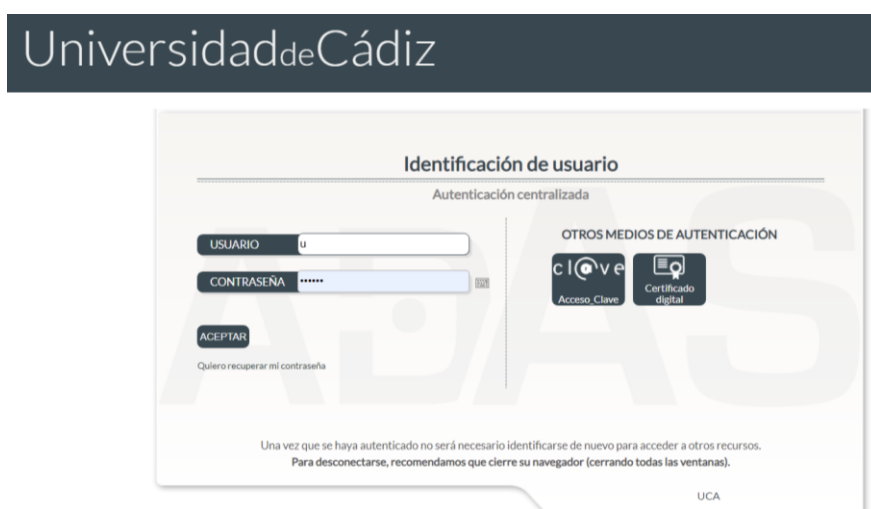 UniversidaddeCádiz
Identificación de usuario
Autenticación centralizada
USUARIO u
CONTRASEÑA ••••••
ACEPTAR
Quiero recuperar mi contraseña
OTROS MEDIOS DE AUTENTICACIÓN
cl@ve
Acceso_Clave
Certificado
digital
ADAS
Una vez que se haya autenticado no será necesario identificarse de nuevo para acceder a otros recursos.
Para desconectarse, recomendamos que cierre su navegador (cerrando todas las ventanas).
UCA